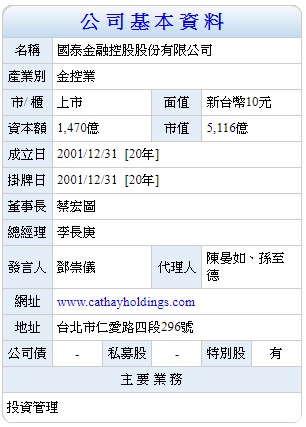 公司基本資料
名稱 國泰金融控股股份有限公司
產業別 金控業
市/櫃 上市 面值 新台幣10元
資本額 1,470億 市值 5,116億
成立日 2001/12/31 [20年]
掛牌日 2001/12/31 [20年]
董事長 蔡宏圖
總經理 李長庚
發言人 鄧崇儀 代理人 陳晏如、孫至
德
網址 www.cathayholdings.com
地址 台北市仁愛路四段296號
公司債 - 私募股 - 特別股 有
主要業務
投資管理